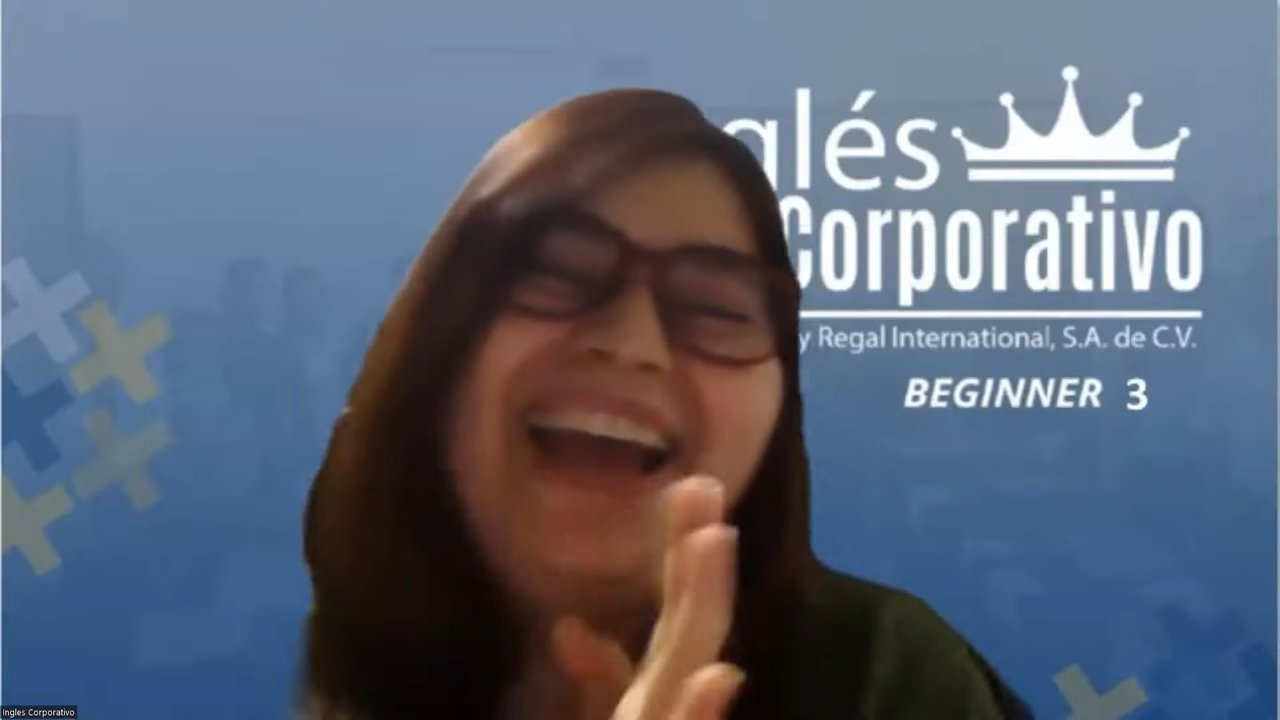 glés
Corporativo
y Regal International, S.A. de C.V.
BEGINNER 3
Ingles Corporativo